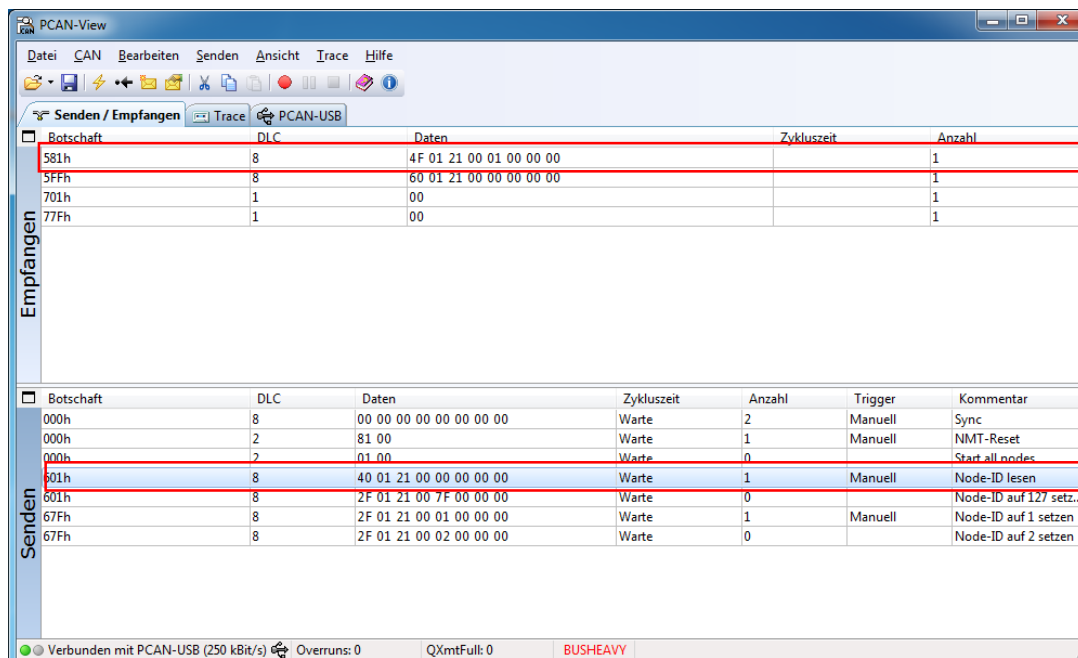 PCAN-View
Datei CAN Bearbeiten Senden Ansicht Trace Hilfe
Senden / Empfangen Trace PCAN-USB
Botschaft DLC Daten Zykluszeit Anzahl
581h 8 4F 01 21 00 01 00 00 00 1
5FFh 8 60 01 21 00 00 00 00 00 1
701h 1 00 1
77Fh 1 00 1
Empfangen
Botschaft DLC Daten Zykluszeit Anzahl Trigger Kommentar
000h 8 00 00 00 00 00 00 00 00 Warte 2 Manuell Sync
000h 2 81 00 Warte 1 Manuell NMT-Reset
000h 2 01 00 Warte 0 Start all nodes
601h 8 40 01 21 00 00 00 00 00 Warte 1 Manuell Node-ID lesen
601h 8 2F 01 21 00 7F 00 00 00 Warte 0 Node-ID auf 127 setz...
67Fh 8 2F 01 21 00 01 00 00 00 Warte 1 Manuell Node-ID auf 1 setzen
67Fh 8 2F 01 21 00 02 00 00 00 Warte 0 Node-ID auf 2 setzen
Senden
Verbunden mit PCAN-USB (250 kBit/s) Overruns: 0 QXmtFull: 0 BUSHEAVY